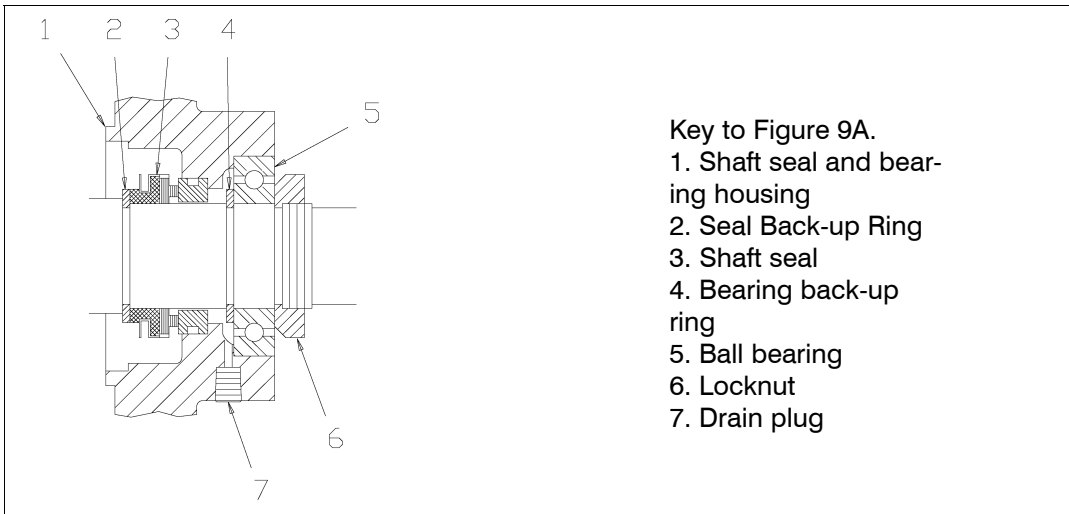 1 2 3 4
5
6
7
Key to Figure 9A.
1. Shaft seal and bear-
ing housing
2. Seal Back-up Ring
3. Shaft seal
4. Bearing back-up
ring
5. Ball bearing
6. Locknut
7. Drain plug